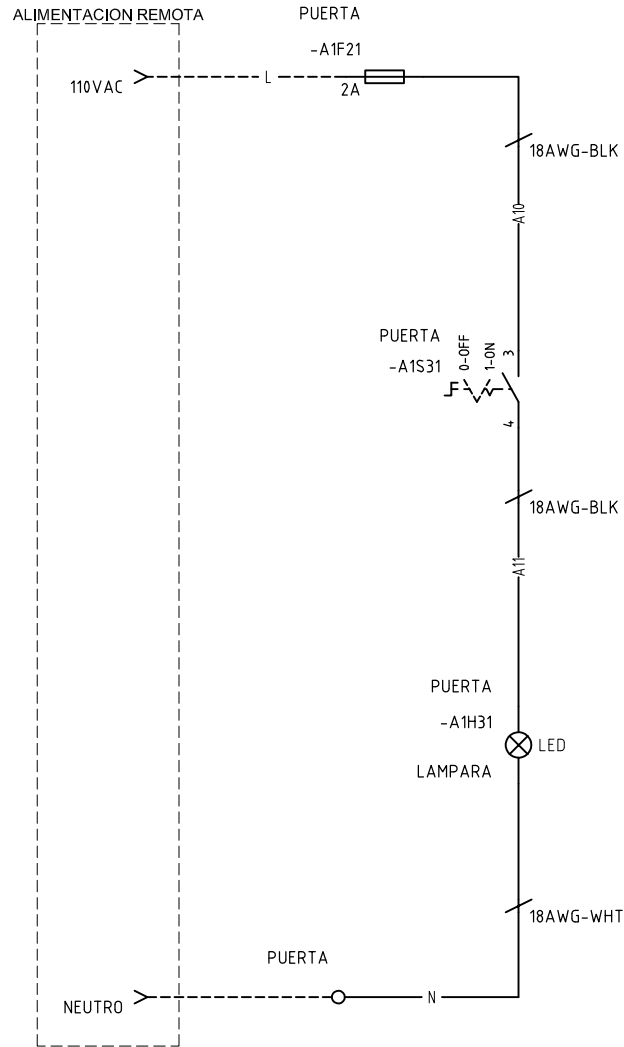 ALIMENTACION REMOTA
PUERTA
-A1F21
110VAC
L
2A
18AWG-BLK
A10
PUERTA
-A1S31
0-OFF
1-ON
3
4
18AWG-BLK
A11
PUERTA
-A1H31
LED
LAMPARA
18AWG-WHT
PUERTA
NEUTRO
N